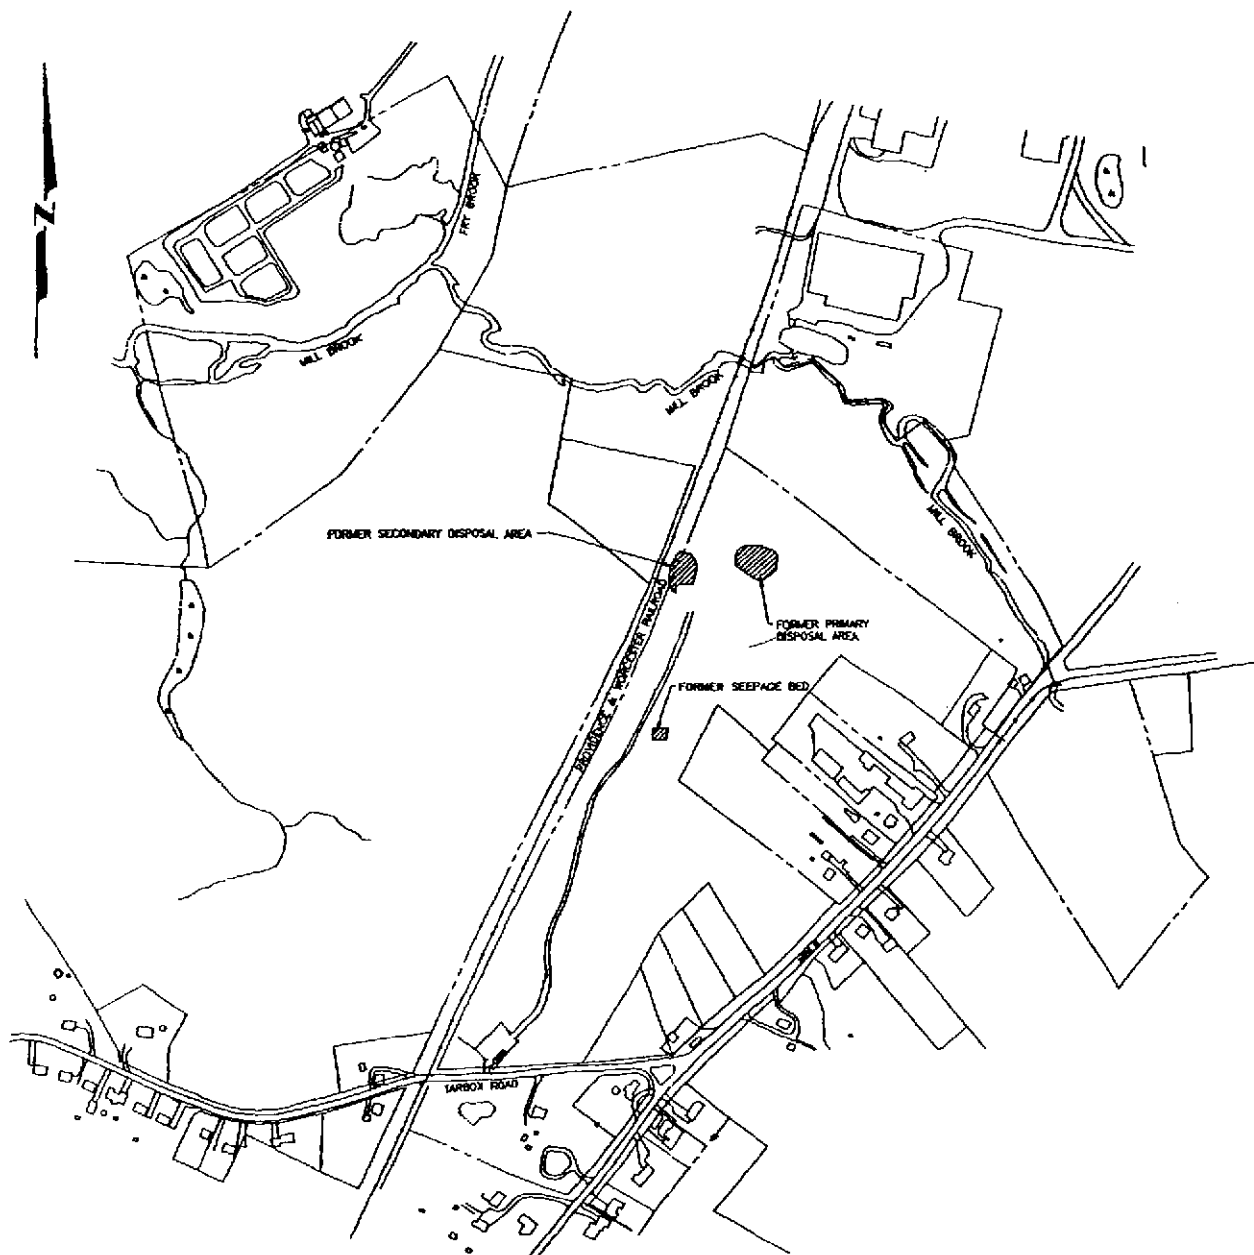 N
FRY BROOK
MILL BROOK
MILL BROOK
MILL BROOK
FORMER SECONDARY DISPOSAL AREA
FORMER PRIMARY
DISPOSAL AREA
PROVIDENCE & WORCESTER RAILROAD
FORMER SEEPAGE BED
TARBOX ROAD